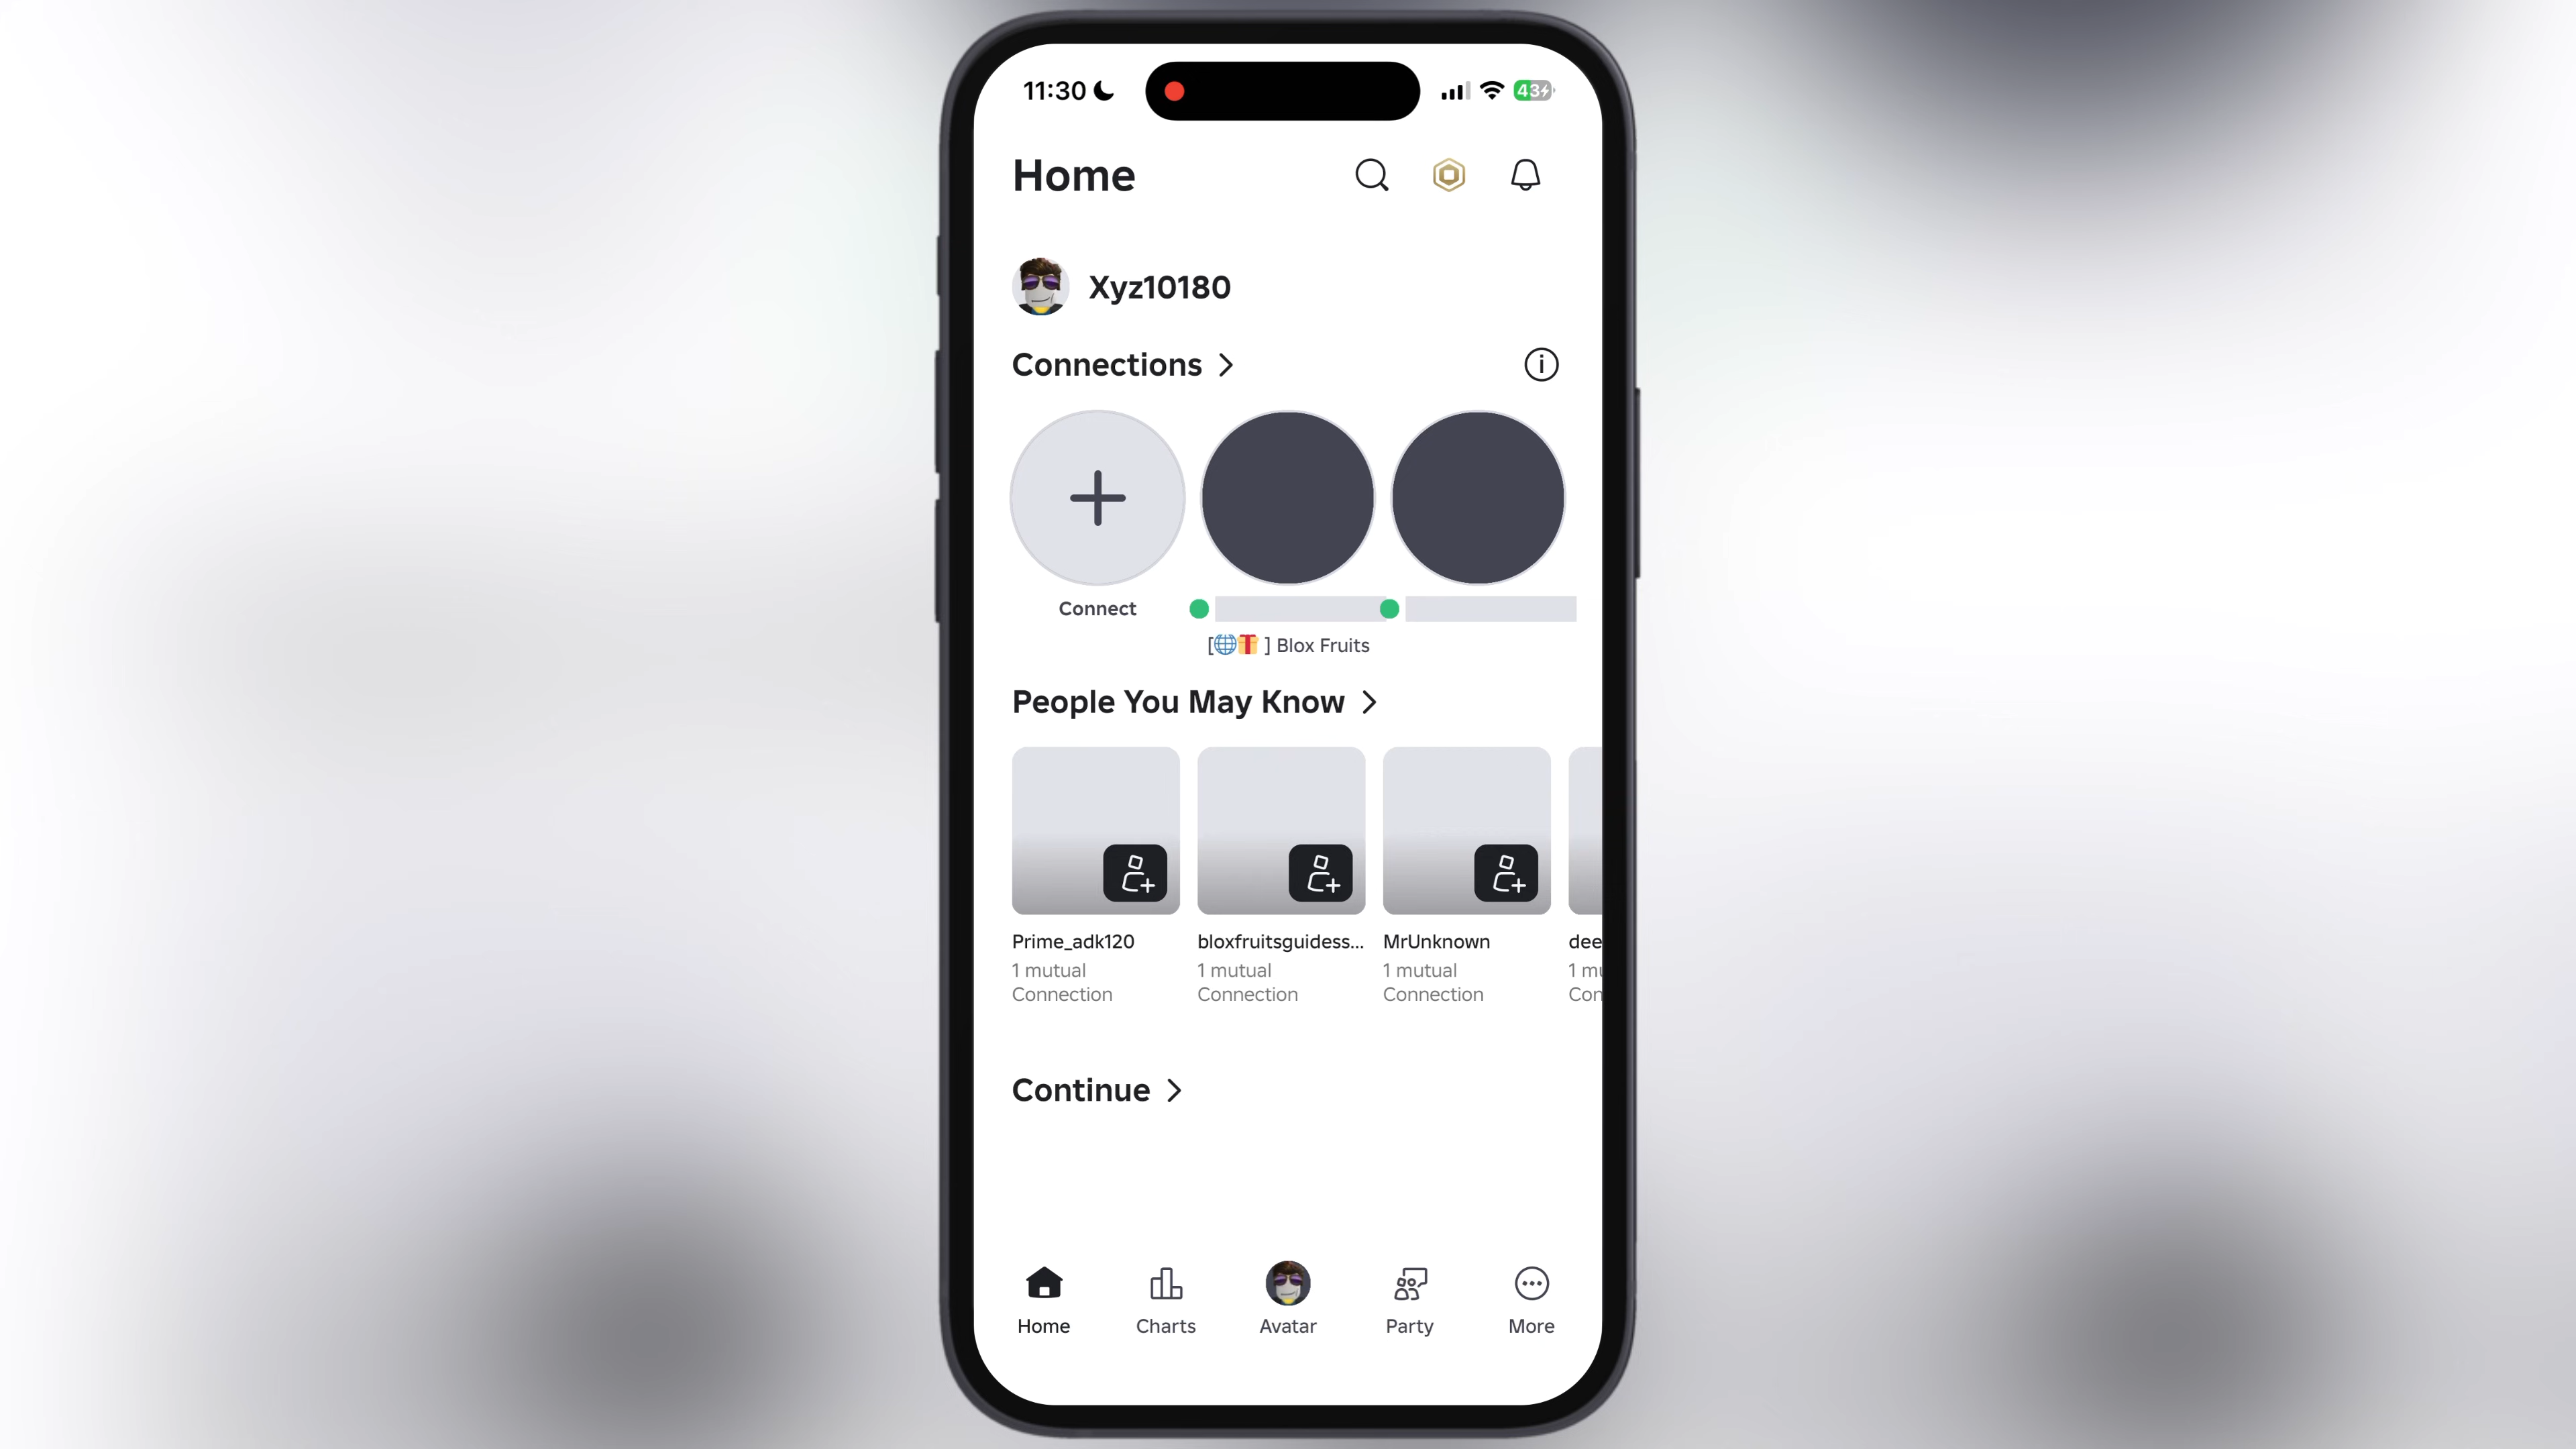 11:30
43
Home
Xyz10180
Connections
Connect
[🌐🎁 ] Blox Fruits
People You May Know
Prime_adk120
1 mutual
Connection
bloxfruitsguidess...
1 mutual
Connection
MrUnknown
1 mutual
Connection
dee
1 mu
Con
Continue
Home
Charts
Avatar
Party
More